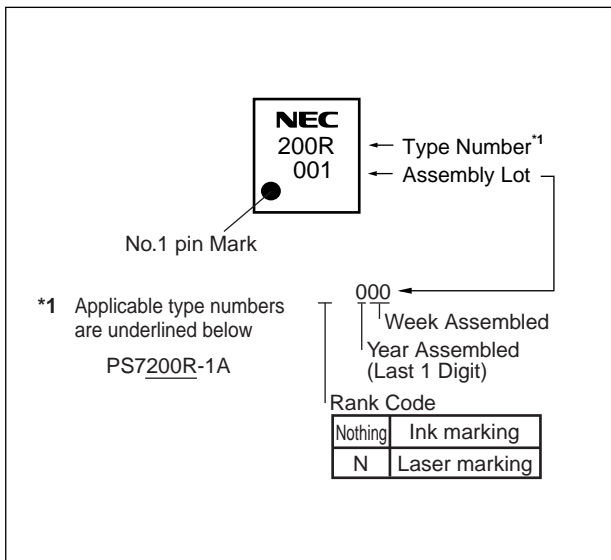 NEC
200R
001
Type Number*1
Assembly Lot
No.1 pin Mark
*1 Applicable type numbers
are underlined below
PS7200R-1A
000
Week Assembled
Year Assembled
(Last 1 Digit)
Rank Code
Nothing Ink marking
N Laser marking